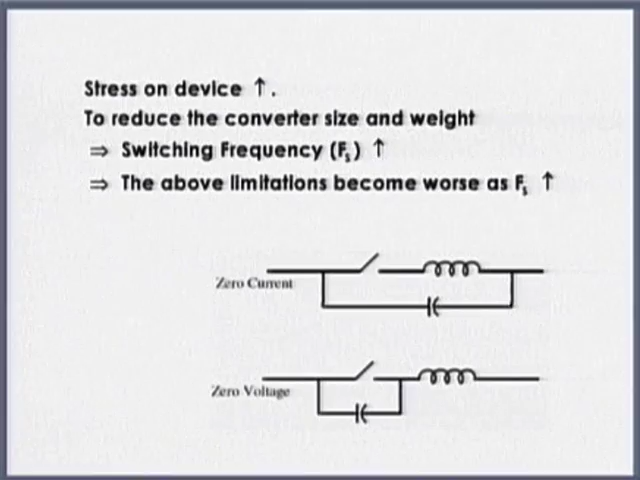 Stress on device ↑.
To reduce the converter size and weight
⇒ Switching Frequency (Fs) ↑
⇒ The above limitations become worse as Fs ↑
Zero Current
Zero Voltage